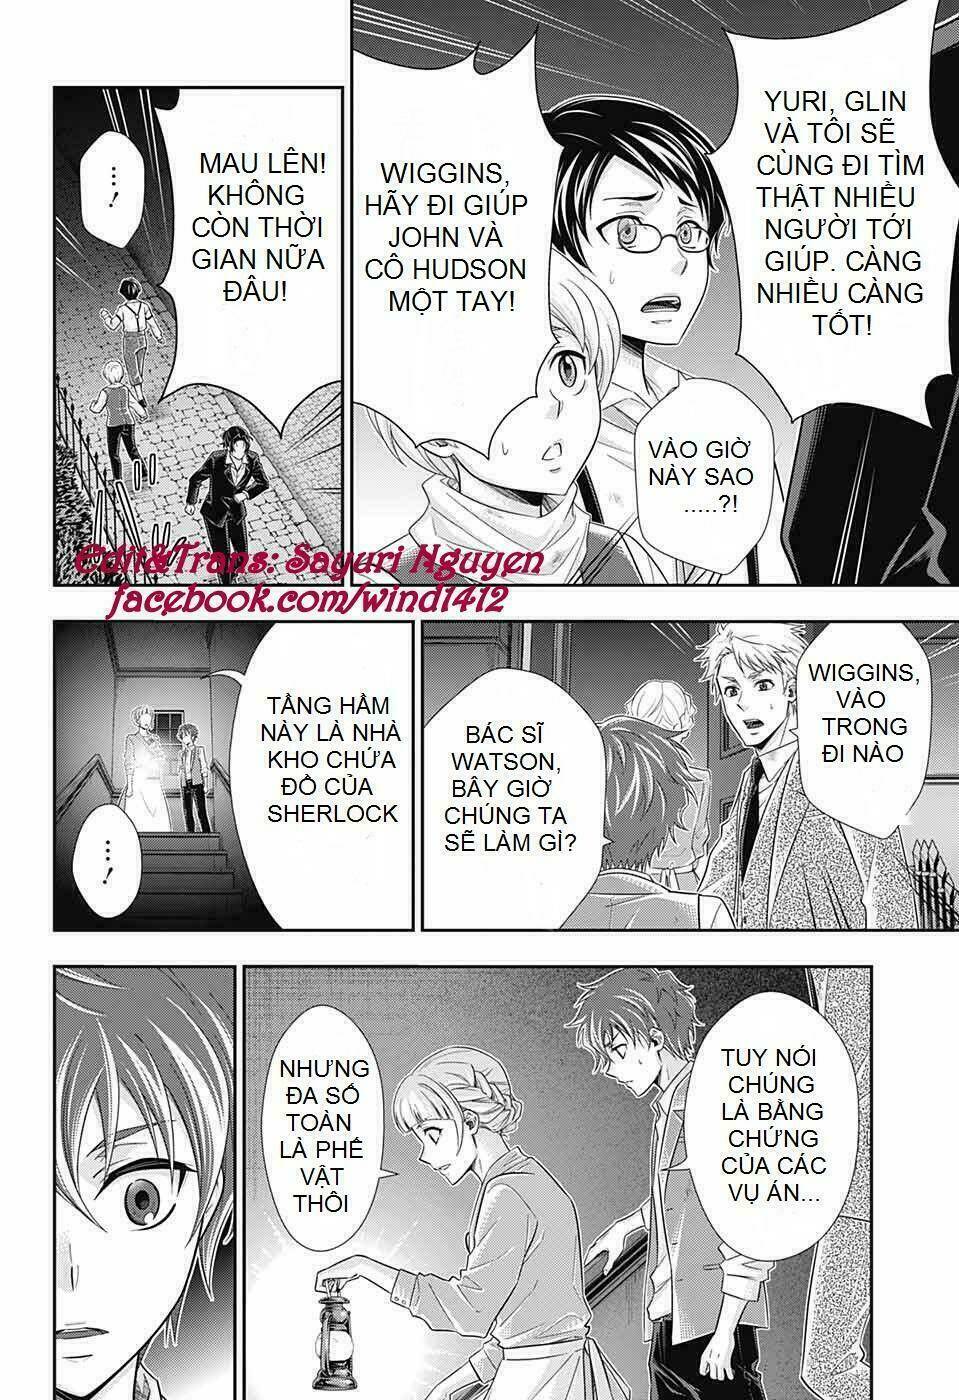 YURI, GLIN
VÀ TÔI SẼ
CÙNG ĐI TÌM
THẬT NHIỀU
NGƯỜI TỚI
GIÚP. CÀNG
NHIỀU CÀNG
TỐT!
WIGGINS,
HÃY ĐI GIÚP
JOHN VÀ
CÔ HUDSON
MỘT TAY!
VÀO GIỜ
NÀY SAO
.....?!
MAU LÊN!
KHÔNG
CÒN THỜI
GIAN NỮA
ĐÂU!
...!
Edit&Trans: Sayuri Nguyen
facebook.com/wind1412
WIGGINS,
VÀO
TRONG
ĐI NÀO
BÁC SĨ
WATSON,
BÂY GIỜ
CHÚNG TA
SẼ LÀM GÌ?
TẦNG HẦM
NÀY LÀ NHÀ
KHO CHỨA
ĐỒ CỦA
SHERLOCK
...!
TUY NÓI
CHÚNG
LÀ BẰNG
CHỨNG
CỦA CÁC
VỤ ÁN...
NHƯNG
ĐA SỐ
TOÀN
LÀ PHẾ
VẬT
THÔI